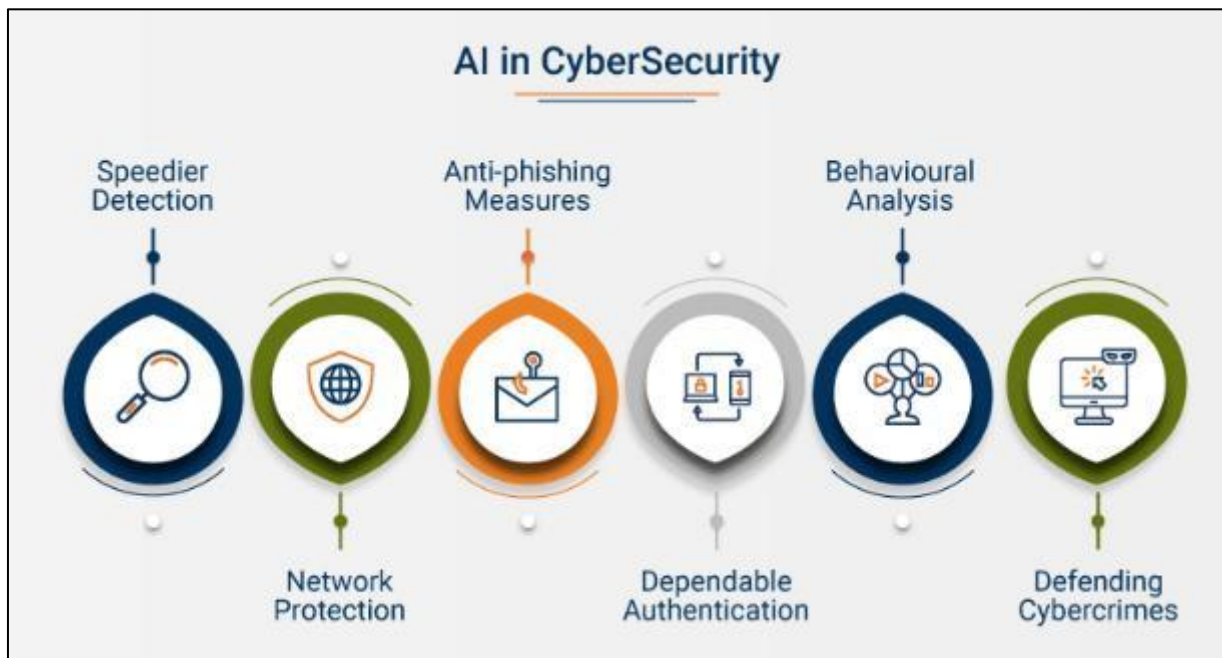 AI in CyberSecurity
Speedier
Detection
Anti-phishing
Measures
Behavioural
Analysis
Network
Protection
Dependable
Authentication
Defending
Cybercrimes